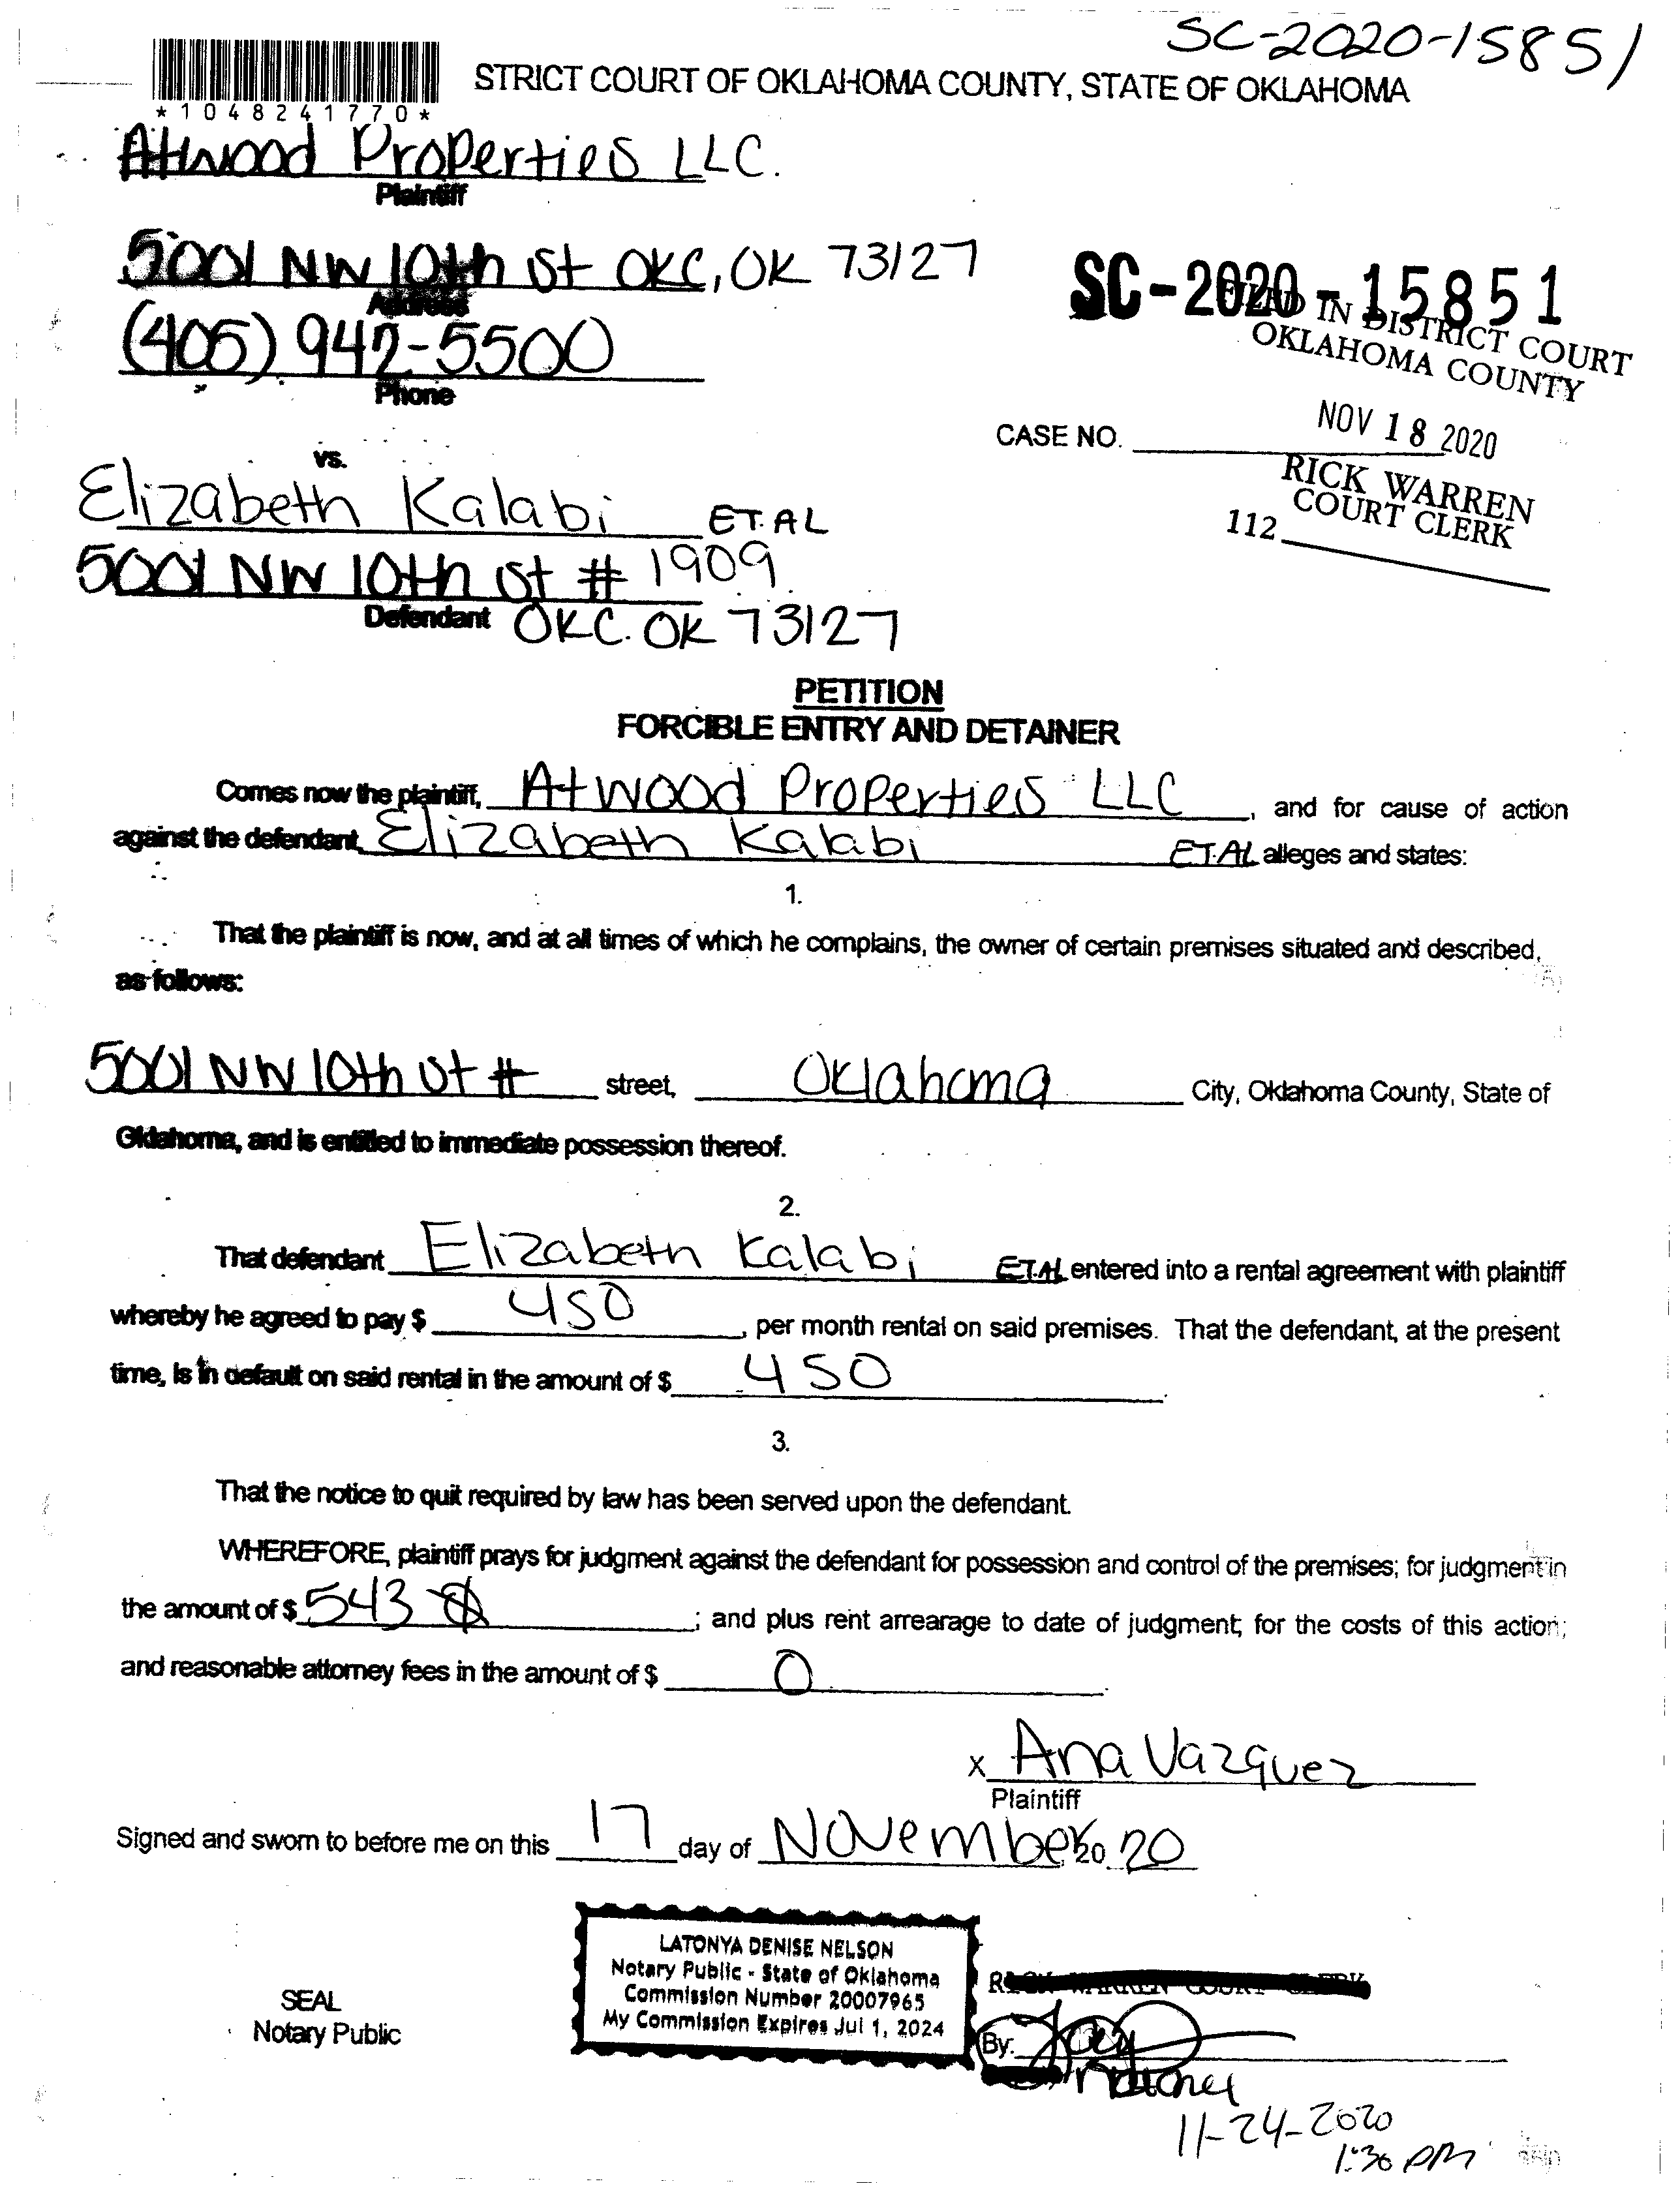 SC-2020-15851
*1048241770*
STRICT COURT OF OKLAHOMA COUNTY, STATE OF OKLAHOMA
Atwood Properties LLC.
Plaintiff
5001 NW 10th St OKC, OK 73127
Address
(405) 942-5500
Phone
SC-2020-15851
FILED IN DISTRICT COURT
OKLAHOMA COUNTY
NOV 18 2020
CASE NO.
RICK WARREN
COURT CLERK
112
vs.
Elizabeth Kalabi ET.AL
5001 NW 10th St # 1909
Defendant OKC. OK 73127
PETITION
FORCIBLE ENTRY AND DETAINER
Comes now the plaintiff, Atwood Properties LLC, and for cause of action
against the defendant, Elizabeth Kalabi ET.AL alleges and states:
1.
That the plaintiff is now, and at all times of which he complains, the owner of certain premises situated and described,
as follows:
5001 NW 10th St # street, Oklahoma City, Oklahoma County, State of
Oklahoma, and is entitled to immediate possession thereof.
2.
That defendant Elizabeth Kalabi ET.AL entered into a rental agreement with plaintiff
whereby he agreed to pay $ 450, per month rental on said premises. That the defendant, at the present
time, is in default on said rental in the amount of $ 450.
3.
That the notice to quit required by law has been served upon the defendant.
WHEREFORE, plaintiff prays for judgment against the defendant for possession and control of the premises; for judgment in
the amount of $ 543; and plus rent arrearage to date of judgment; for the costs of this action;
and reasonable attorney fees in the amount of $ 0.
x Ana Vazquez
Plaintiff
Signed and sworn to before me on this 17 day of November, 20 20
LATONYA DENISE NELSON
Notary Public - State of Oklahoma
Commission Number 20007965
My Commission Expires Jul 1, 2024
SEAL
Notary Public
RICK WARREN COURT CLERK
By:
11-24-2020
1:30 PM